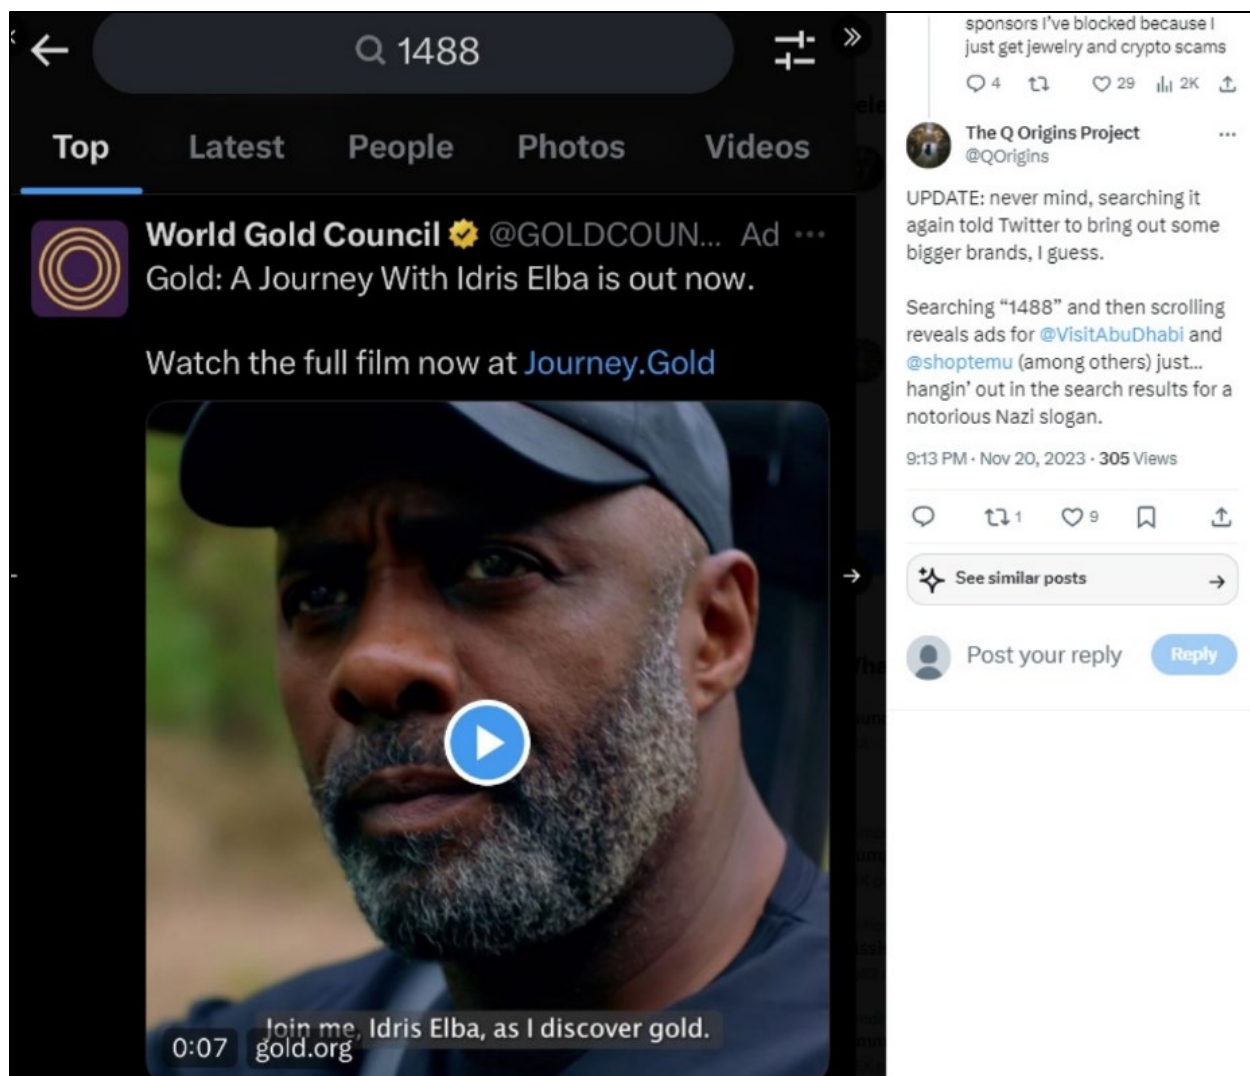 1488
Top Latest People Photos Videos
World Gold Council @GOLDCOUN... Ad ···
Gold: A Journey With Idris Elba is out now.
Watch the full film now at Journey.Gold
Join me, Idris Elba, as I discover gold.
0:07 gold.org
sponsors I've blocked because I
just get jewelry and crypto scams
4 29 2K
The Q Origins Project ···
@QOrigins
UPDATE: never mind, searching it
again told Twitter to bring out some
bigger brands, I guess.
Searching “1488” and then scrolling
reveals ads for @VisitAbuDhabi and
@shoptemu (among others) just...
hangin’ out in the search results for a
notorious Nazi slogan.
9:13 PM · Nov 20, 2023 · 305 Views
1 9
See similar posts
Post your reply Reply